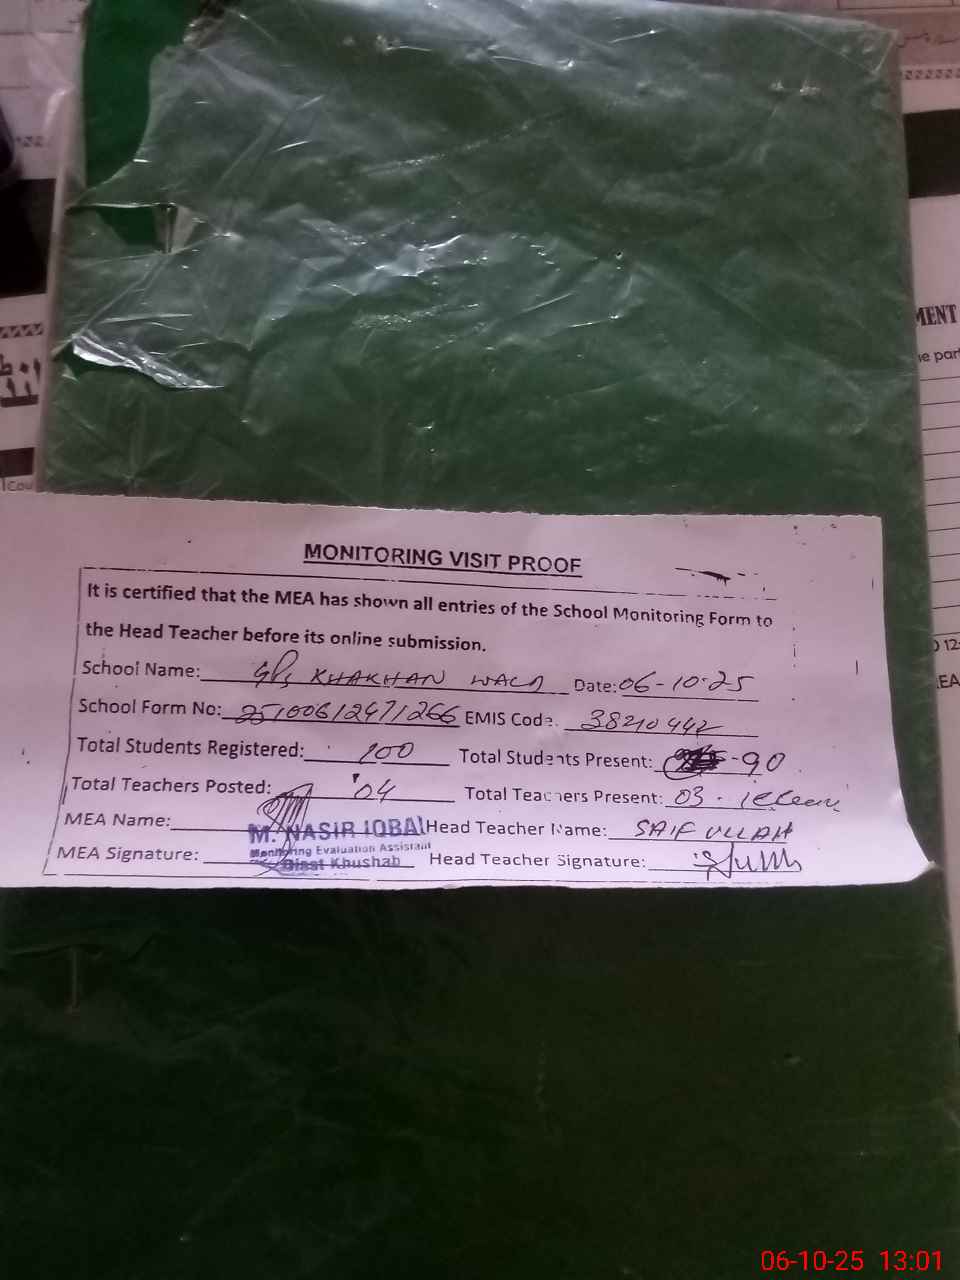 MENT
MONITORING VISIT PROOF
It is certified that the MEA has shown all entries of the School Monitoring Form to
the Head Teacher before its online submission.
School Name: GPS KHAKHAN WALA Date: 06-10-25
School Form No: 25100612471266 EMIS Code: 38210442
Total Students Registered: 100 Total Students Present: -90
Total Teachers Posted: 04 Total Teachers Present: 03 - 1
MEA Name: M. NASIR IQBAL Head Teacher Name: SAIF ULLAH
Monitoring Evaluation Assistant
MEA Signature: Distt Khushab Head Teacher Signature:
06-10-25 13:01